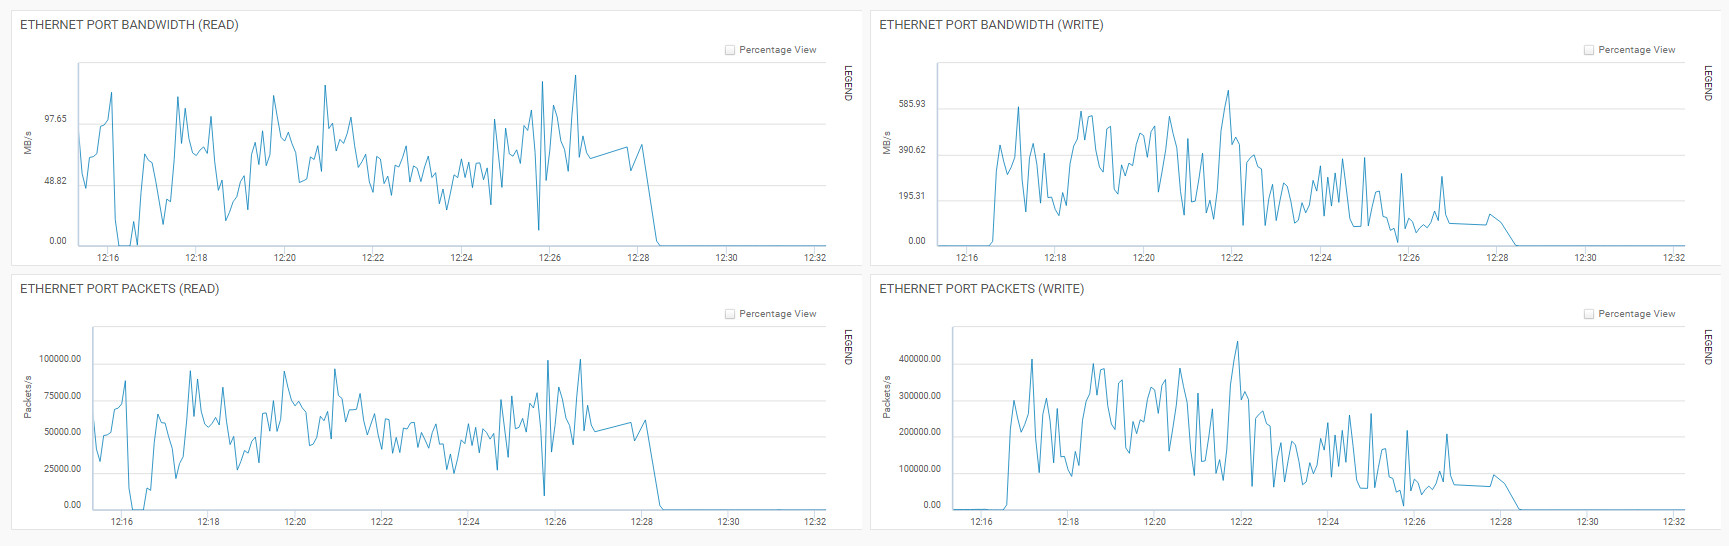 ETHERNET PORT BANDWIDTH (READ)
Percentage View
LEGEND
MB/s
97.65
48.82
0.00
12:16 12:18 12:20 12:22 12:24 12:26 12:28 12:30 12:32
ETHERNET PORT BANDWIDTH (WRITE)
Percentage View
LEGEND
MB/s
585.93
390.62
195.31
0.00
12:16 12:18 12:20 12:22 12:24 12:26 12:28 12:30 12:32
ETHERNET PORT PACKETS (READ)
Percentage View
LEGEND
Packets/s
100000.00
75000.00
50000.00
25000.00
0.00
12:16 12:18 12:20 12:22 12:24 12:26 12:28 12:30 12:32
ETHERNET PORT PACKETS (WRITE)
Percentage View
LEGEND
Packets/s
400000.00
300000.00
200000.00
100000.00
0.00
12:16 12:18 12:20 12:22 12:24 12:26 12:28 12:30 12:32